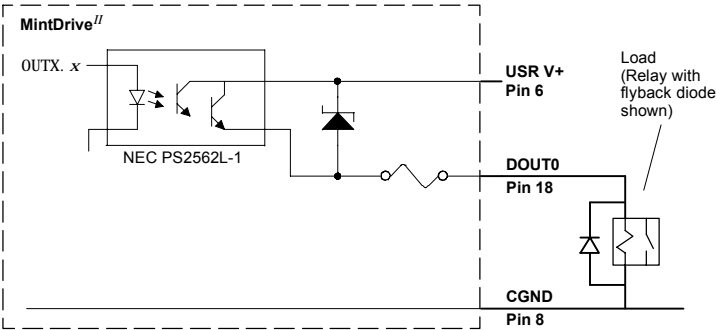 MintDrive II
OUTX. x
NEC PS2562L-1
USR V+
Pin 6
Load
(Relay with
flyback diode
shown)
DOUT0
Pin 18
CGND
Pin 8